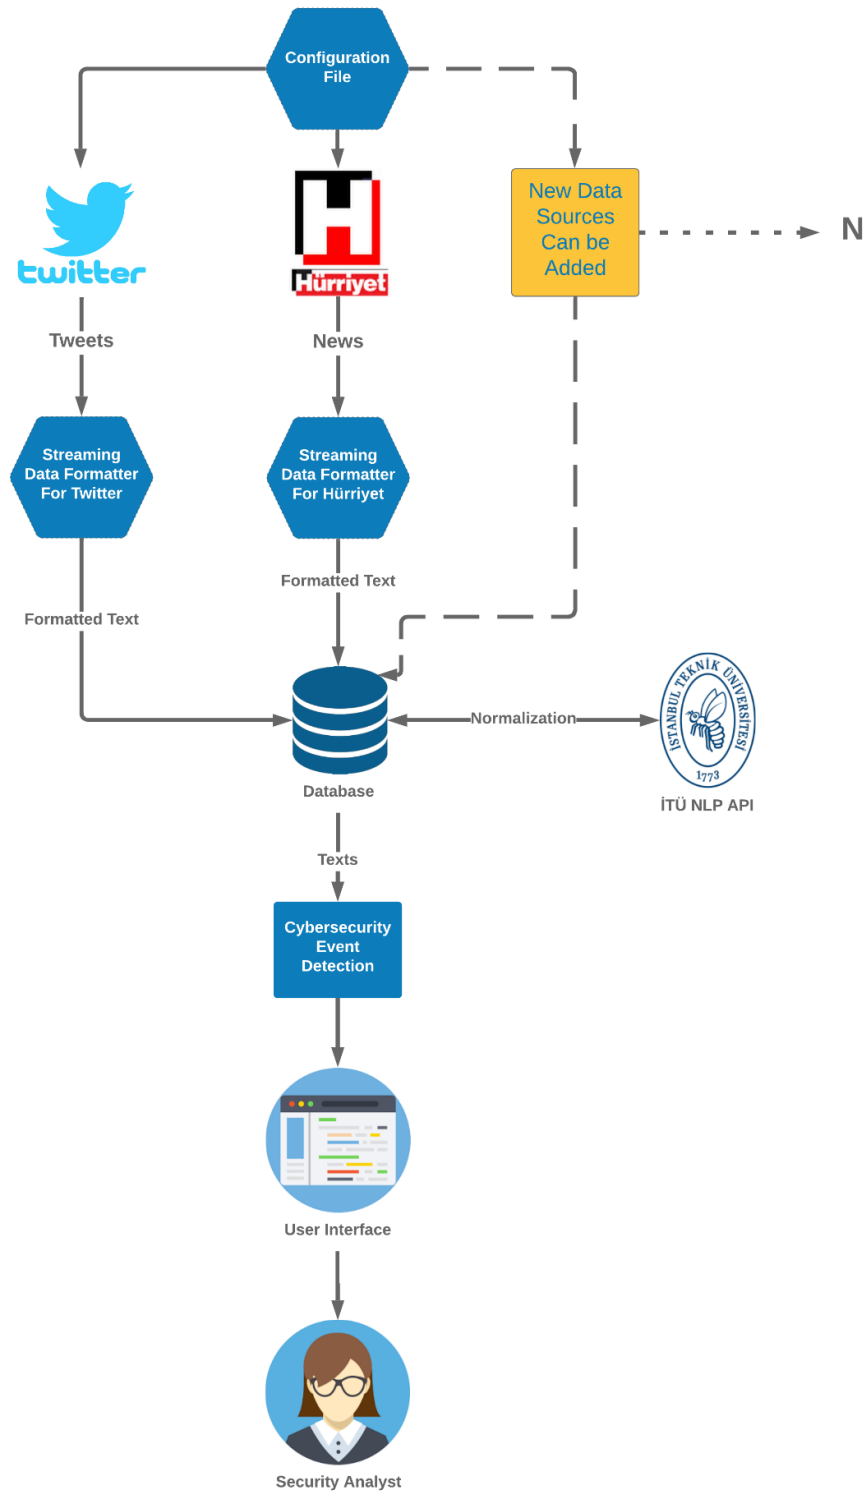 Configuration
File
twitter
Hürriyet
New Data
Sources
Can be
Added
N
Tweets
News
Streaming
Data Formatter
For Twitter
Streaming
Data Formatter
For Hürriyet
Formatted Text
Formatted Text
Normalization
İSTANBUL TEKNİK ÜNİVERSİTESİ
1773
İTÜ NLP API
Database
Texts
Cybersecurity
Event
Detection
User Interface
Security Analyst